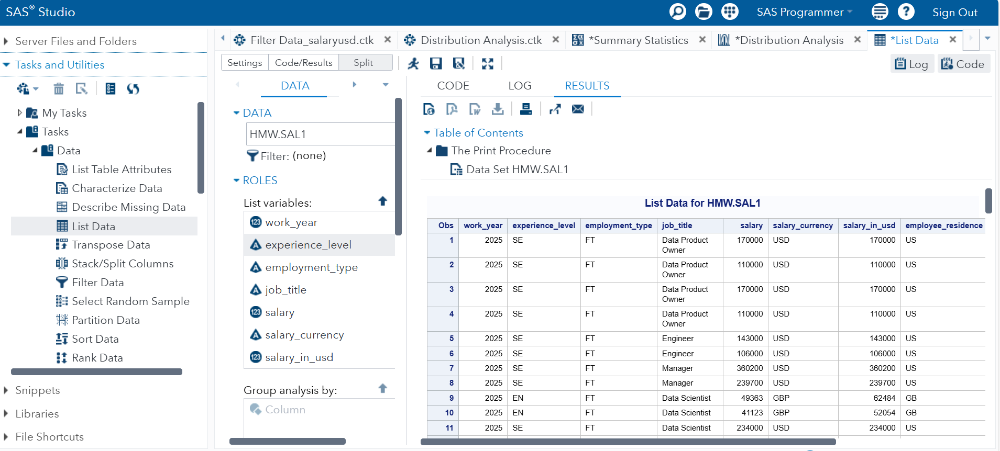 SAS® Studio
SAS Programmer
Sign Out
Server Files and Folders
Tasks and Utilities
My Tasks
Tasks
Data
List Table Attributes
Characterize Data
Describe Missing Data
List Data
Transpose Data
Stack/Split Columns
Filter Data
Select Random Sample
Partition Data
Sort Data
Rank Data
Snippets
Libraries
File Shortcuts
Filter Data_salaryusd.ctk
Distribution Analysis.ctk
*Summary Statistics
*Distribution Analysis
*List Data
Settings Code/Results Split
Log Code
DATA
DATA
HMW.SAL1
Filter: (none)
ROLES
List variables:
123 work_year
A experience_level
A employment_type
A job_title
123 salary
A salary_currency
123 salary_in_usd
Group analysis by:
Column
CODE LOG RESULTS
Table of Contents
The Print Procedure
Data Set HMW.SAL1
List Data for HMW.SAL1
Obs work_year experience_level employment_type job_title salary salary_currency salary_in_usd employee_residence
1 2025 SE FT Data Product Owner 170000 USD 170000 US
2 2025 SE FT Data Product Owner 110000 USD 110000 US
3 2025 SE FT Data Product Owner 170000 USD 170000 US
4 2025 SE FT Data Product Owner 110000 USD 110000 US
5 2025 SE FT Engineer 143000 USD 143000 US
6 2025 SE FT Engineer 106000 USD 106000 US
7 2025 SE FT Manager 360200 USD 360200 US
8 2025 SE FT Manager 239700 USD 239700 US
9 2025 EN FT Data Scientist 49363 GBP 62484 GB
10 2025 EN FT Data Scientist 41123 GBP 52054 GB
11 2025 SE FT Data Scientist 234000 USD 234000 US